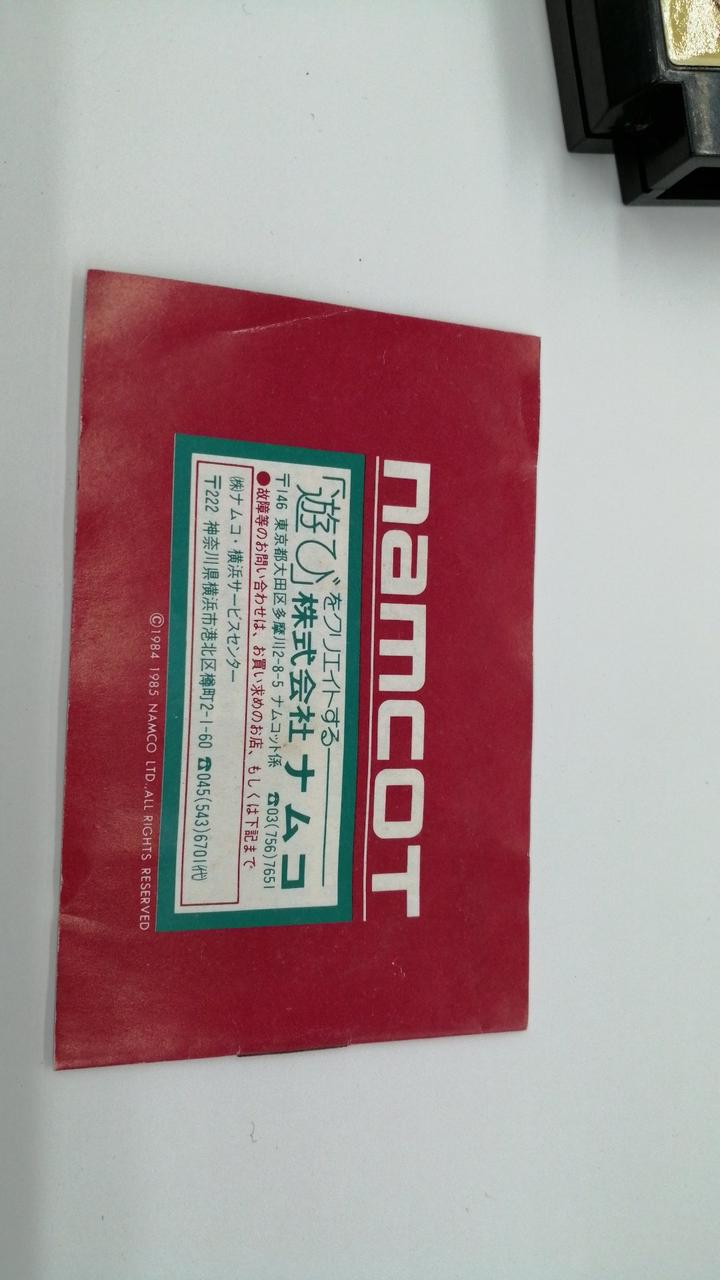 namcoT
「遊び」をクリエイトする
株式会社 ナムコ
〒146 東京都大田区多摩川2-8-5 ナムコット係 ☎03(756)7651
●故障等のお問い合わせは、お買い求めのお店、もしくは下記まで
㈱ナムコ・横浜サービスセンター
〒222 神奈川県横浜市港北区樽町2-1-60 ☎045(543)6701㈹
©1984 1985 NAMCO LTD.,ALL RIGHTS RESERVED